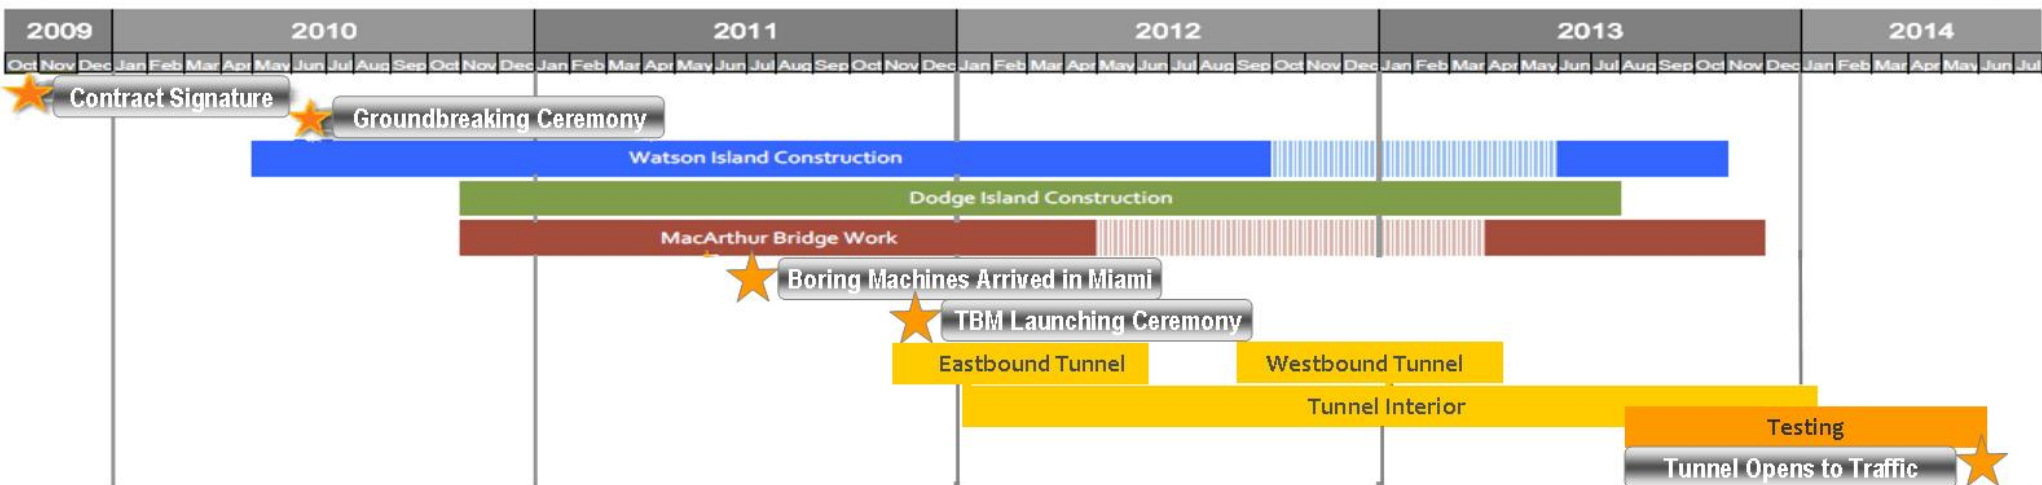 2009 2010 2011 2012 2013 2014
Oct Nov Dec Jan Feb Mar Apr May Jun Jul Aug Sep Oct Nov Dec Jan Feb Mar Apr May Jun Jul Aug Sep Oct Nov Dec Jan Feb Mar Apr May Jun Jul Aug Sep Oct Nov Dec Jan Feb Mar Apr May Jun Jul Aug Sep Oct Nov Dec Jan Feb Mar Apr May Jun Jul
Contract Signature
Groundbreaking Ceremony
Watson Island Construction
Dodge Island Construction
MacArthur Bridge Work
Boring Machines Arrived in Miami
TBM Launching Ceremony
Eastbound Tunnel Westbound Tunnel
Tunnel Interior
Testing
Tunnel Opens to Traffic